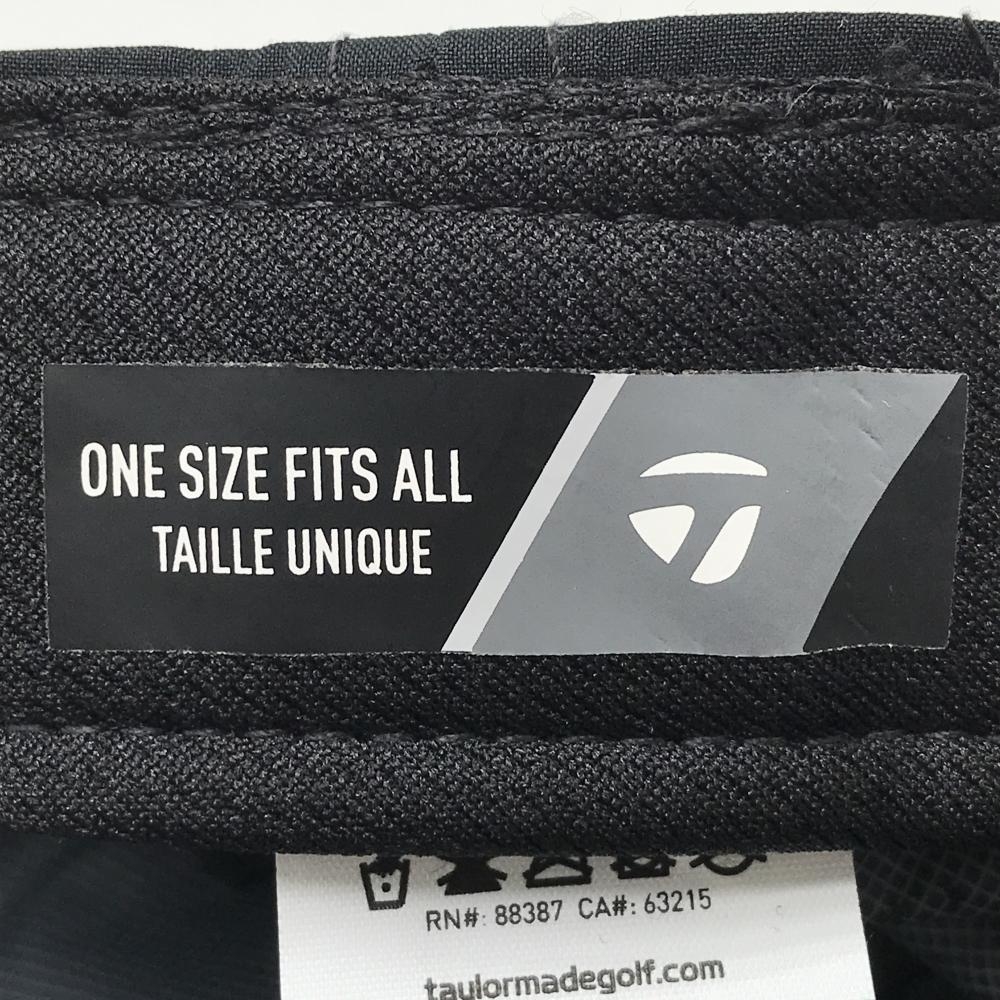 ONE SIZE FITS ALL
TAILLE UNIQUE
RN#: 88387 CA#: 63215
taylormadegolf.com